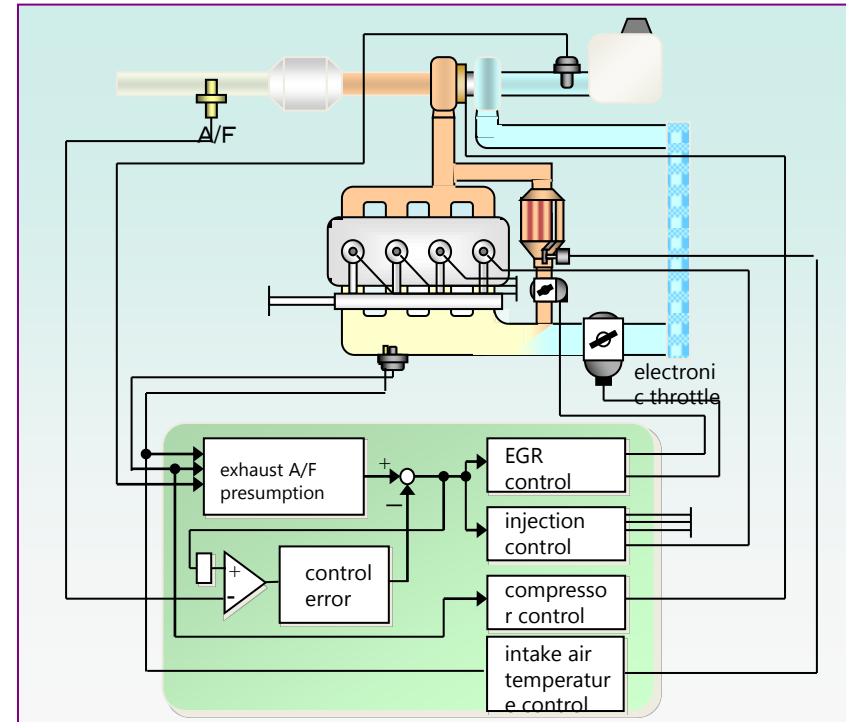 A/F
electroni
c throttle
exhaust A/F
presumption
+
−
EGR
control
injection
control
+
-
control
error
compresso
r control
intake air
temperatur
e control